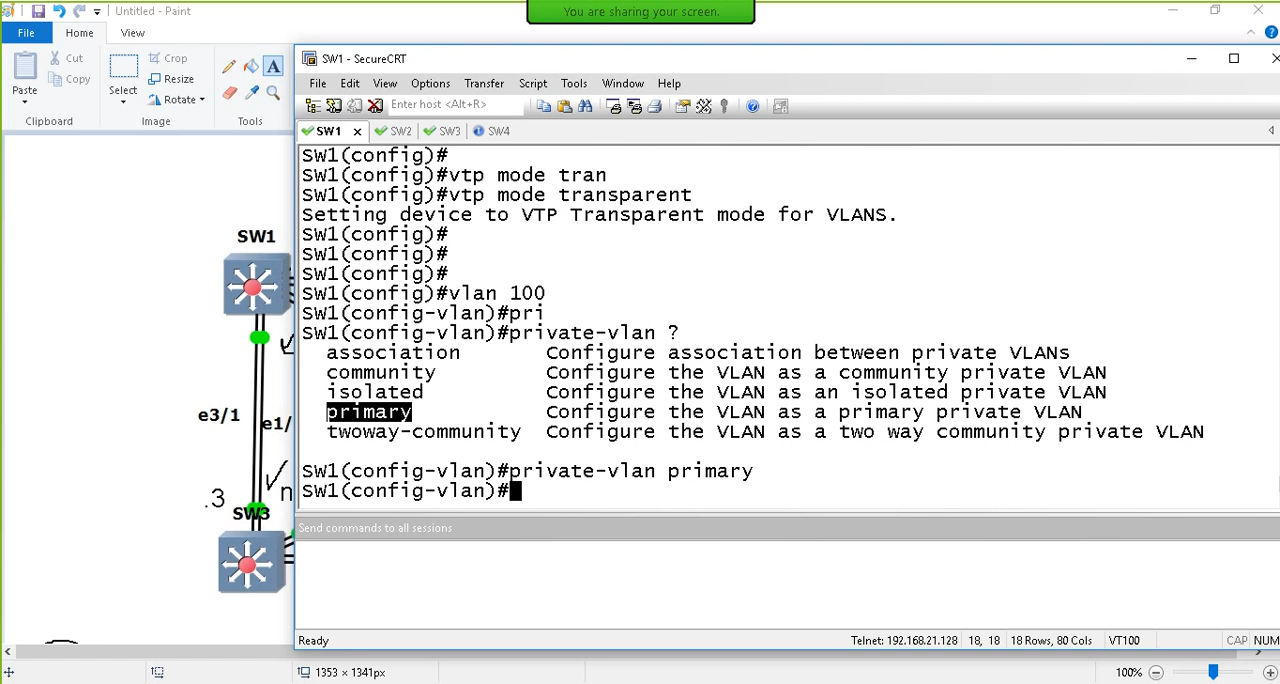 You are sharing your screen.
Untitled - Paint
File
Home
View
Paste
Cut
Copy
Clipboard
Select
Crop
Resize
Rotate
Image
A
Tools
SW1 - SecureCRT
File Edit View Options Transfer Script Tools Window Help
Enter host <Alt+R>
SW1 SW2 SW3 SW4
SW1(config)#
SW1(config)#vtp mode tran
SW1(config)#vtp mode transparent
Setting device to VTP Transparent mode for VLANS.
SW1(config)#
SW1(config)#
SW1(config)#
SW1(config)#vlan 100
SW1(config-vlan)#pri
SW1(config-vlan)#private-vlan ?
association Configure association between private VLANs
community Configure the VLAN as a community private VLAN
isolated Configure the VLAN as an isolated private VLAN
primary Configure the VLAN as a primary private VLAN
twoway-community Configure the VLAN as a two way community private VLAN
SW1(config-vlan)#private-vlan primary
SW1(config-vlan)#
Send commands to all sessions
Ready
Telnet: 192.168.21.128 18, 18 18 Rows, 80 Cols VT100 CAP NUM
SW1
e3/1
e1/
.3
n
SW3
1353 × 1341px
100%